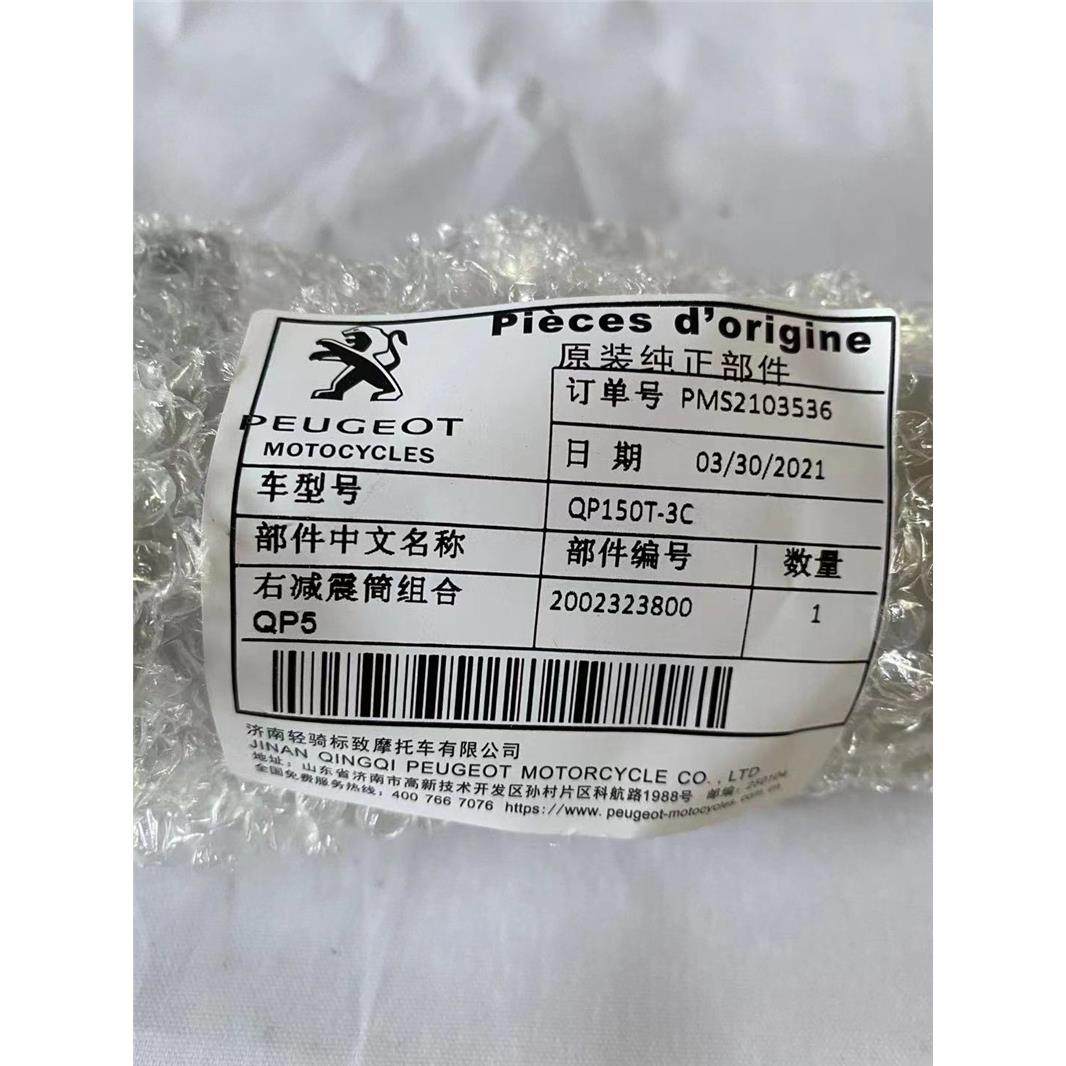 Pièces d'origine
原装纯正部件
PEUGEOT
MOTOCYCLES
订单号 PMS2103536
日期 03/30/2021
车型号 QP150T-3C
部件中文名称 部件编号 数量
右减震筒组合 2002323800 1
QP5
济南轻骑标致摩托车有限公司
JINAN QINGQI PEUGEOT MOTORCYCLE CO., LTD
地址：山东省济南市高新技术开发区孙村片区科航路1988号 邮编：250104
全国免费服务热线：400 766 7076 https://www.peugeot-motocycles.com.cn